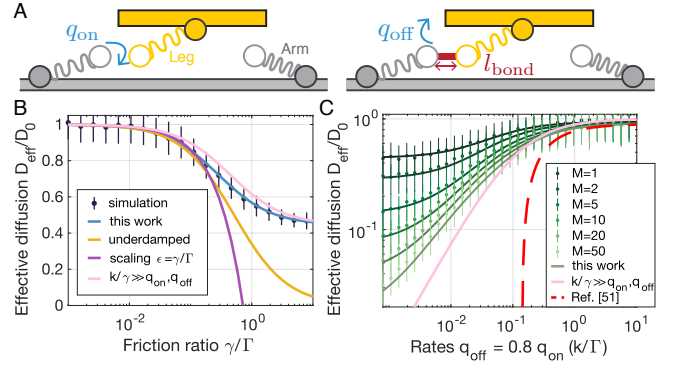 A
q_on
Leg
Arm
q_off
l_bond
B
Effective diffusion D_eff/D_0
1
0.8
0.6
0.4
0.2
0
simulation
this work
underdamped
scaling ϵ=γ/Γ
k/γ≫q_on,q_off
10^-2
10^0
Friction ratio γ/Γ
C
Effective diffusion D_eff/D_0
10^0
10^-1
M=1
M=2
M=5
M=10
M=20
M=50
this work
k/γ≫q_on,q_off
Ref. [51]
10^-2
10^-1
10^0
10^1
Rates q_off = 0.8 q_on (k/Γ)